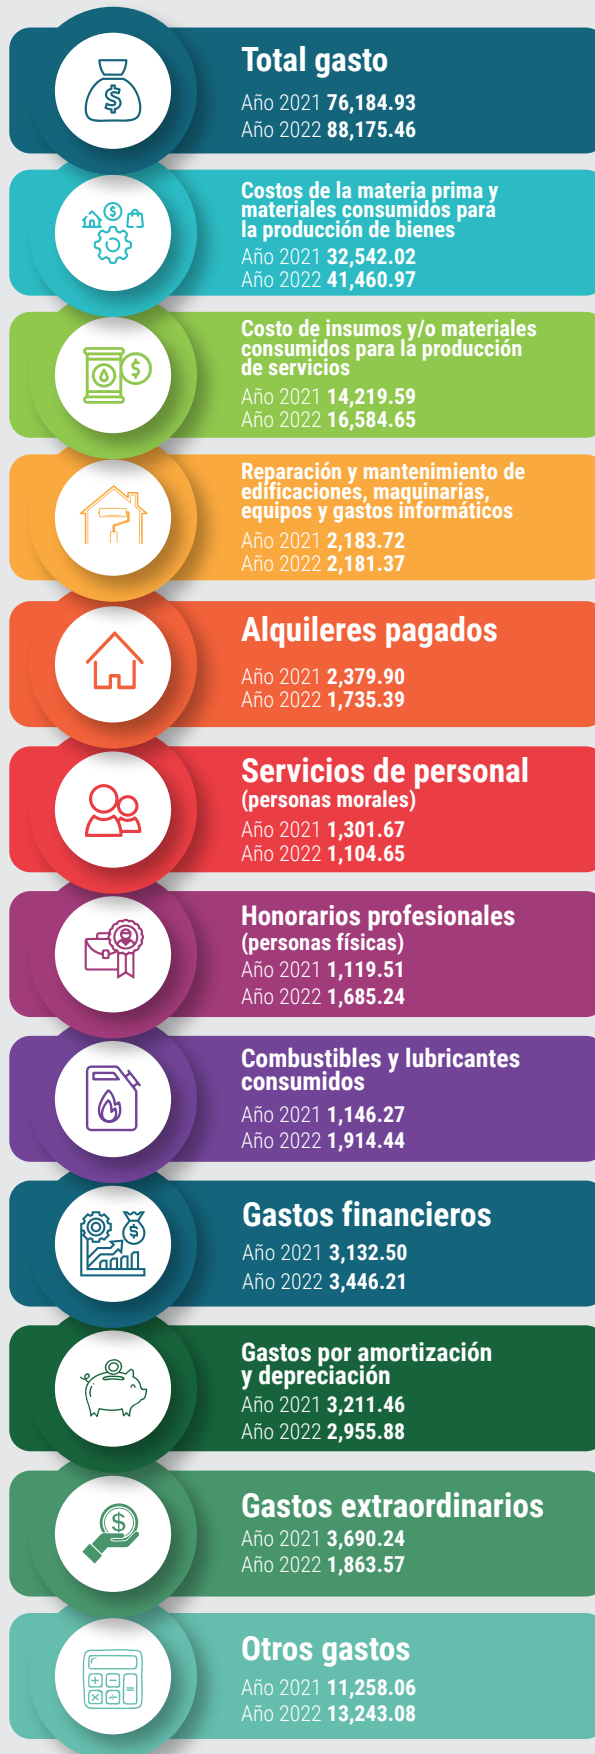 Total gasto
Año 2021 76,184.93
Año 2022 88,175.46
Costos de la materia prima y
materiales consumidos para
la producción de bienes
Año 2021 32,542.02
Año 2022 41,460.97
Costo de insumos y/o materiales
consumidos para la producción
de servicios
Año 2021 14,219.59
Año 2022 16,584.65
Reparación y mantenimiento de
edificaciones, maquinarias,
equipos y gastos informáticos
Año 2021 2,183.72
Año 2022 2,181.37
Alquileres pagados
Año 2021 2,379.90
Año 2022 1,735.39
Servicios de personal
(personas morales)
Año 2021 1,301.67
Año 2022 1,104.65
Honorarios profesionales
(personas físicas)
Año 2021 1,119.51
Año 2022 1,685.24
Combustibles y lubricantes
consumidos
Año 2021 1,146.27
Año 2022 1,914.44
Gastos financieros
Año 2021 3,132.50
Año 2022 3,446.21
Gastos por amortización
y depreciación
Año 2021 3,211.46
Año 2022 2,955.88
Gastos extraordinarios
Año 2021 3,690.24
Año 2022 1,863.57
Otros gastos
Año 2021 11,258.06
Año 2022 13,243.08